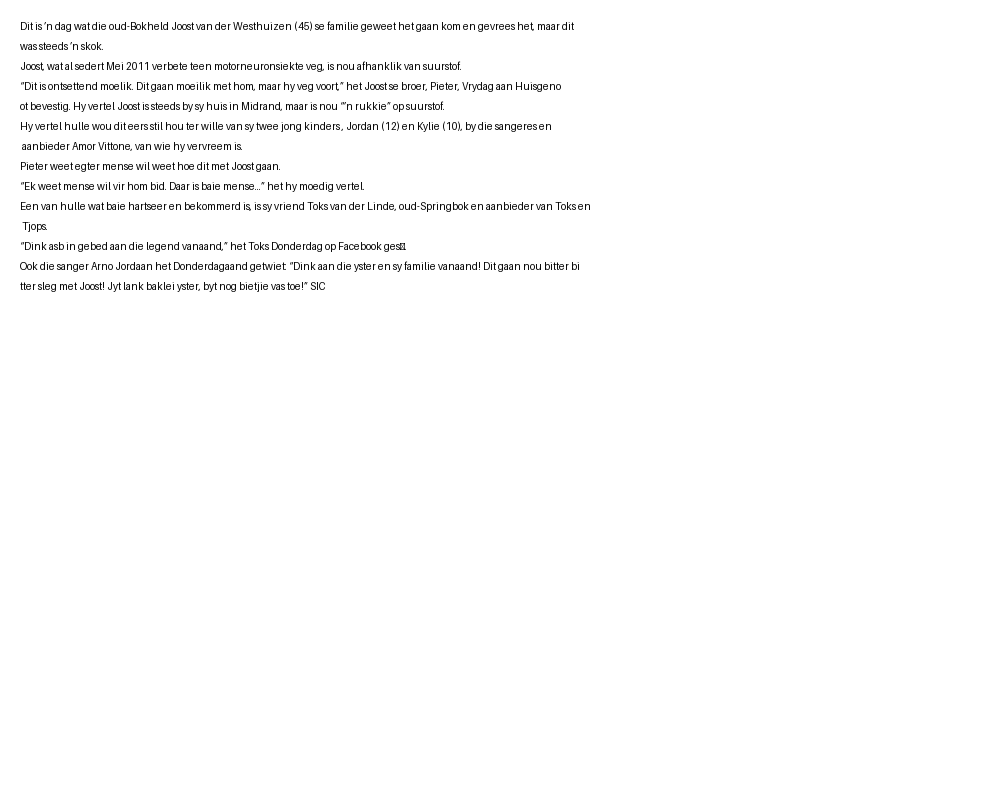 Dit is 'n dag wat die oud-Bokheld Joost van der Westhuizen (45) se familie geweet het gaan kom en gevrees het, maar dit
was steeds 'n skok.
Joost, wat al sedert Mei 2011 verbete teen motorneuronsiekte veg, is nou afhanklik van suurstof.
"Dit is ontsettend moelik. Dit gaan moeilik met hom, maar hy veg voort," het Joost se broer, Pieter, Vrydag aan Huisgeno
ot bevestig. Hy vertel Joost is steeds by sy huis in Midrand, maar is nou "'n rukkie" op suurstof.
Hy vertel hulle wou dit eers stil hou ter wille van sy twee jong kinders, Jordan (12) en Kylie (10), by die sangeres en
aanbieder Amor Vittone, van wie hy vervreem is.
Pieter weet egter mense wil weet hoe dit met Joost gaan.
"Ek weet mense wil vir hom bid. Daar is baie mense…" het hy moedig vertel.
Een van hulle wat baie hartseer en bekommerd is, is sy vriend Toks van der Linde, oud-Springbok en aanbieder van Toks en
Tjops.
"Dink asb in gebed aan die legend vanaand," het Toks Donderdag op Facebook
Ook die sanger Arno Jordaan het Donderdagaand getwiet: "Dink aan die yster en sy familie vanaand! Dit gaan nou bitter bi
tter sleg met Joost! Jyt lank baklei yster, byt nog bietjie vas toe!" SIC